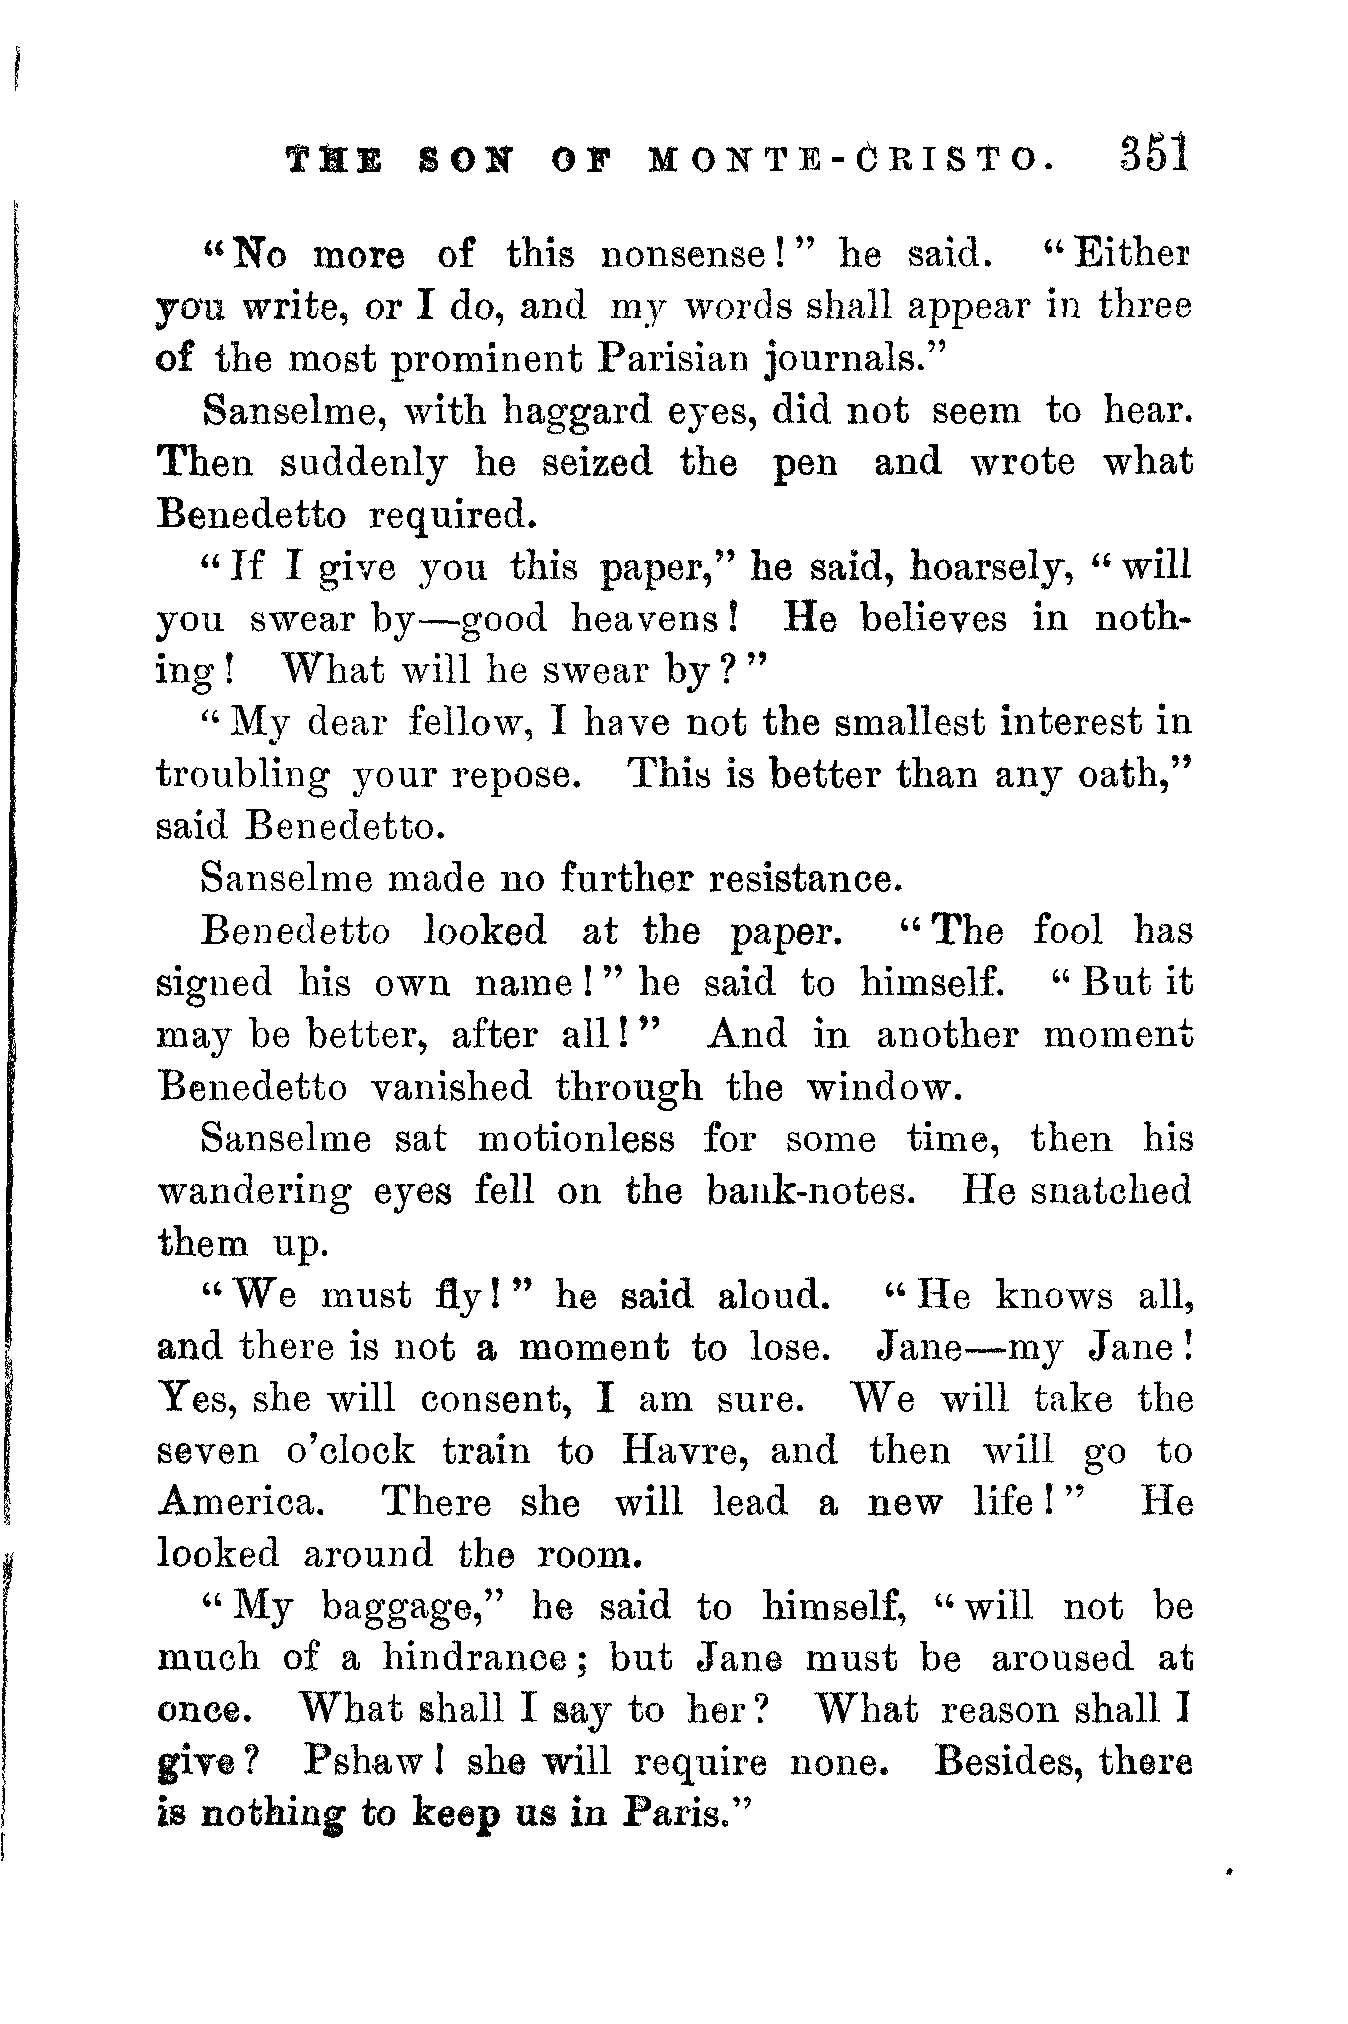 THE SON OF MONTE-CRISTO. 351
"No more of this nonsense!" he said. "Either
you write, or I do, and my words shall appear in three
of the most prominent Parisian journals."
Sanselme, with haggard eyes, did not seem to hear.
Then suddenly he seized the pen and wrote what
Benedetto required.
"If I give you this paper," he said, hoarsely, "will
you swear by—good heavens! He believes in noth-
ing! What will he swear by?"
"My dear fellow, I have not the smallest interest in
troubling your repose. This is better than any oath,"
said Benedetto.
Sanselme made no further resistance.
Benedetto looked at the paper. "The fool has
signed his own name!" he said to himself. "But it
may be better, after all!" And in another moment
Benedetto vanished through the window.
Sanselme sat motionless for some time, then his
wandering eyes fell on the bank-notes. He snatched
them up.
"We must fly!" he said aloud. "He knows all,
and there is not a moment to lose. Jane—my Jane!
Yes, she will consent, I am sure. We will take the
seven o'clock train to Havre, and then will go to
America. There she will lead a new life!" He
looked around the room.
"My baggage," he said to himself, "will not be
much of a hindrance; but Jane must be aroused at
once. What shall I say to her? What reason shall I
give? Pshaw! she will require none. Besides, there
is nothing to keep us in Paris."